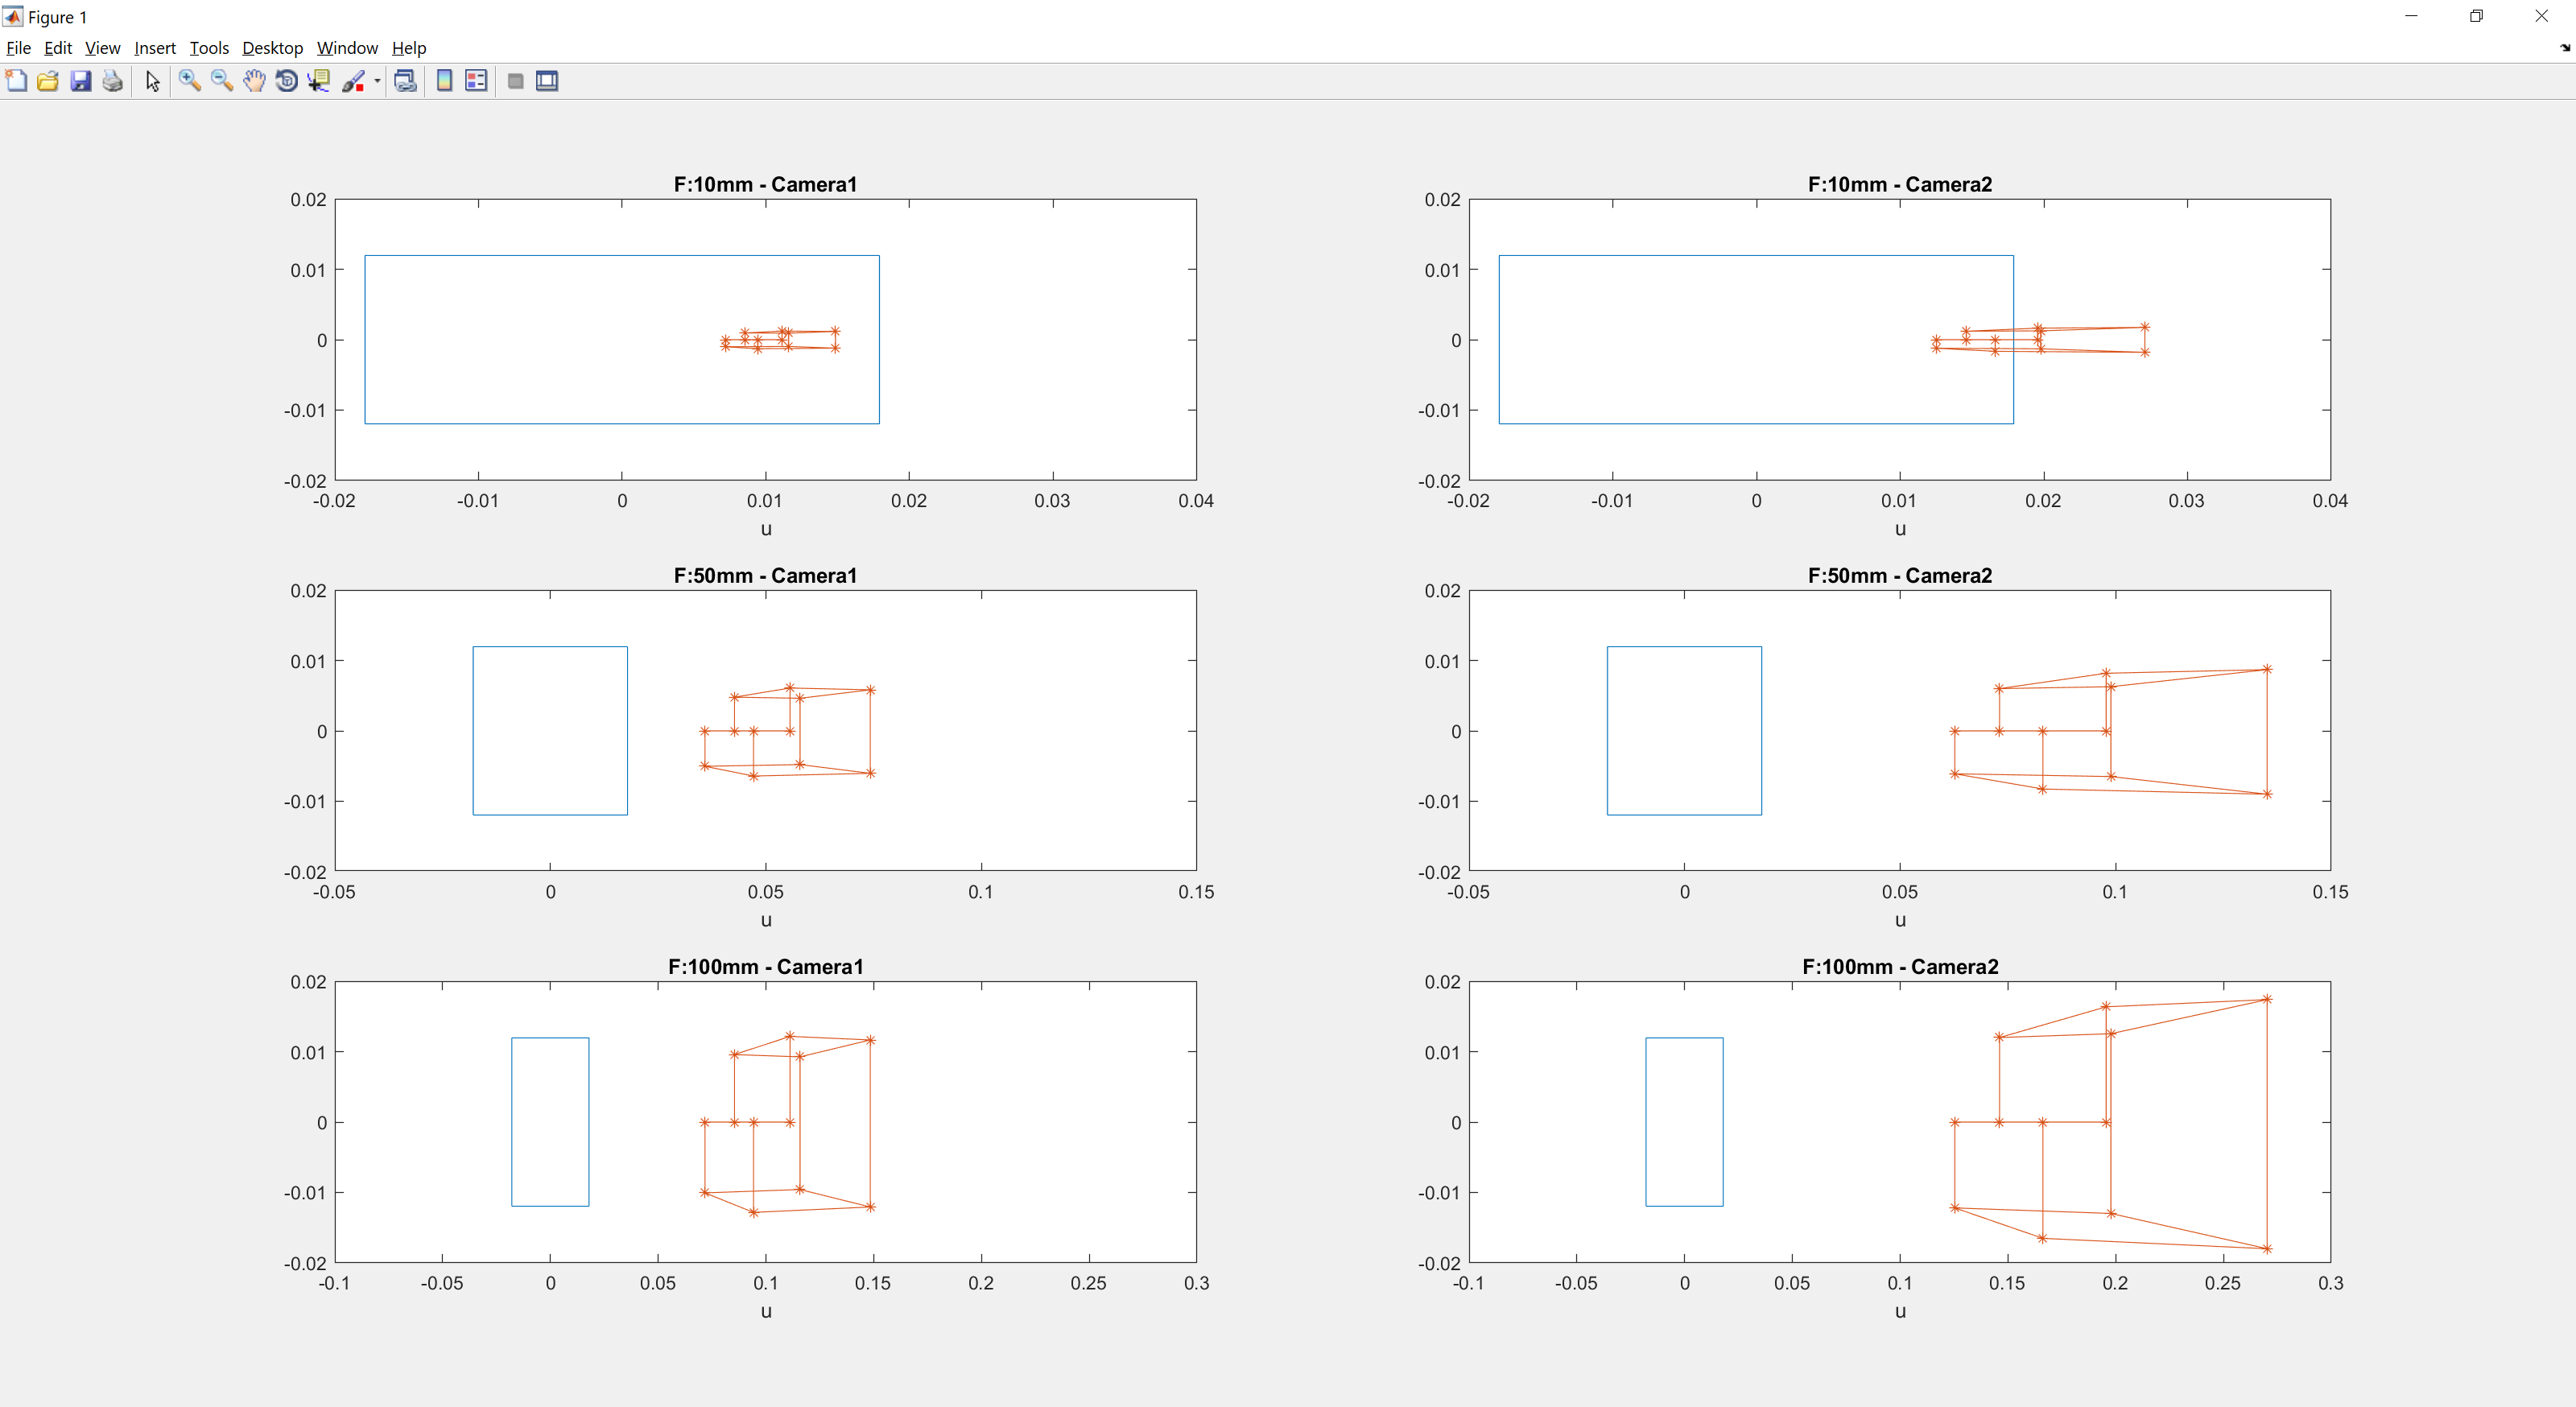 Figure 1
File Edit View Insert Tools Desktop Window Help
F:10mm - Camera1
0.02
0.01
0
-0.01
-0.02
-0.02 -0.01 0 0.01 0.02 0.03 0.04
u
F:10mm - Camera2
0.02
0.01
0
-0.01
-0.02
-0.02 -0.01 0 0.01 0.02 0.03 0.04
u
F:50mm - Camera1
0.02
0.01
0
-0.01
-0.02
-0.05 0 0.05 0.1 0.15
u
F:50mm - Camera2
0.02
0.01
0
-0.01
-0.02
-0.05 0 0.05 0.1 0.15
u
F:100mm - Camera1
0.02
0.01
0
-0.01
-0.02
-0.1 -0.05 0 0.05 0.1 0.15 0.2 0.25 0.3
u
F:100mm - Camera2
0.02
0.01
0
-0.01
-0.02
-0.1 -0.05 0 0.05 0.1 0.15 0.2 0.25 0.3
u